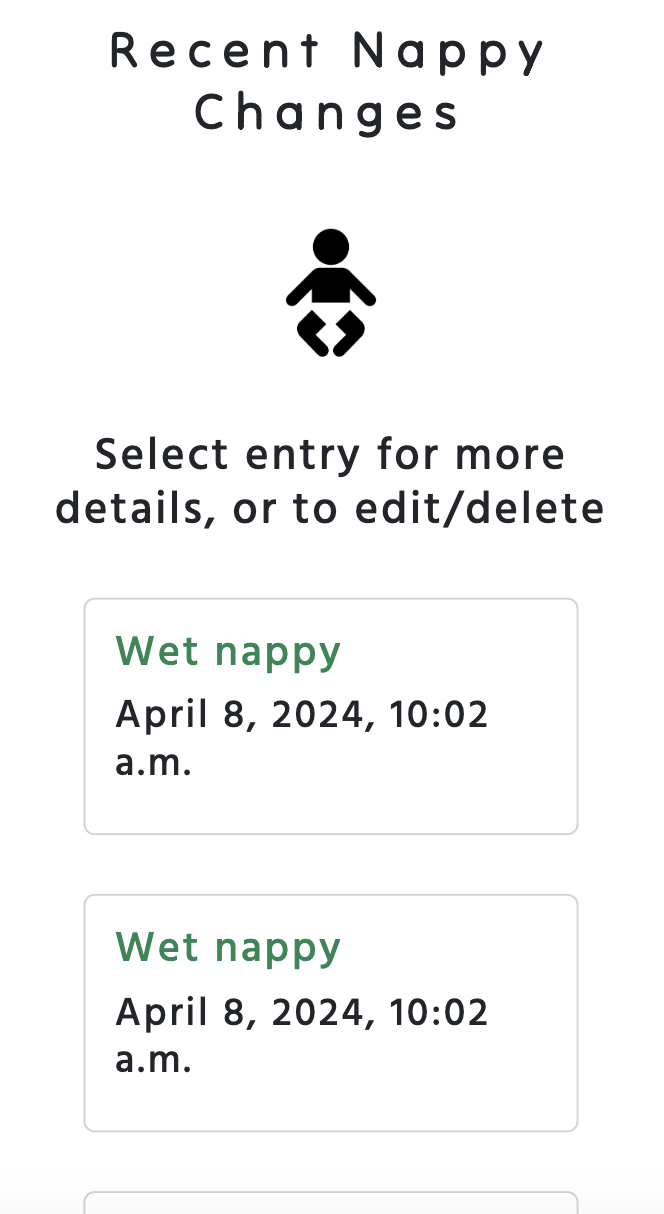 Recent Nappy
Changes
Select entry for more
details, or to edit/delete
Wet nappy
April 8, 2024, 10:02
a.m.
Wet nappy
April 8, 2024, 10:02
a.m.